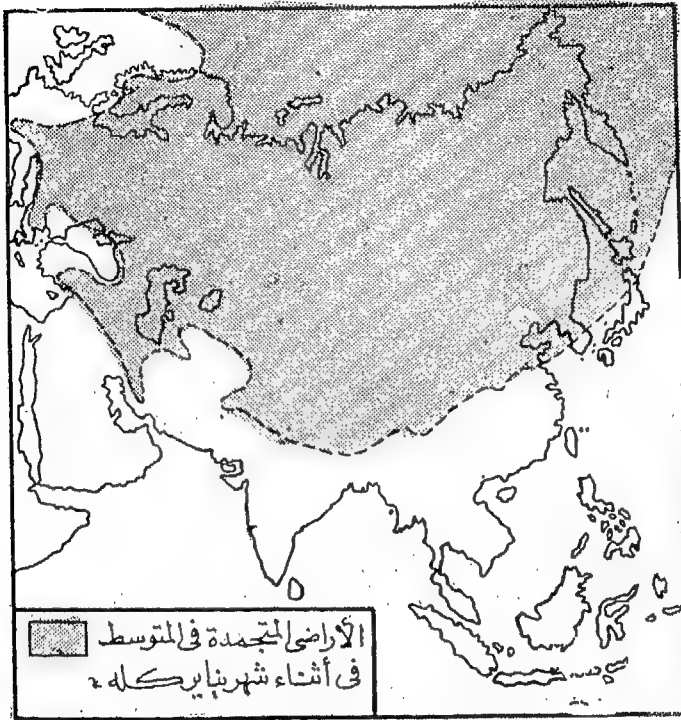 الأراضى المتجمدة فى المتوسط
فى أثناء شهر يناير كله